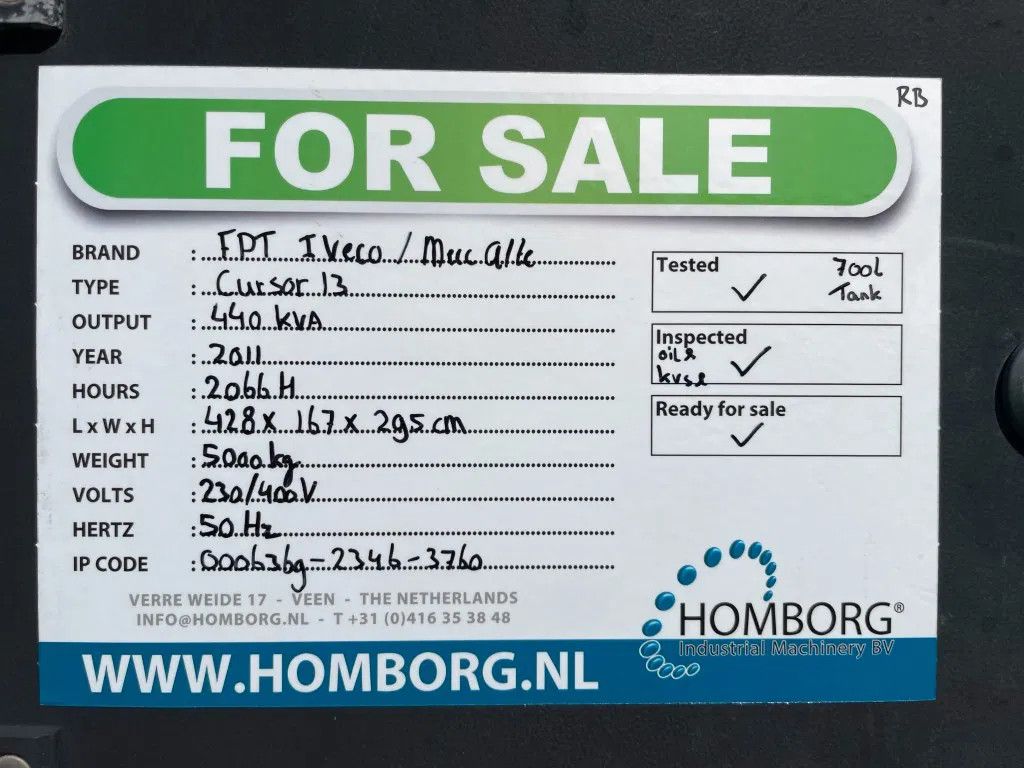 RB
FOR SALE
BRAND : FPT Iveco / Mecc Alte
TYPE : Cursor 13
OUTPUT : 440 kVA
YEAR : 2011
HOURS : 2066 H
L x W x H : 428 x 167 x 295 cm
WEIGHT : 5000 kg
VOLTS : 230/400V
HERTZ : 50 Hz
IP CODE : 000636g-2346-3760
Tested ✓ 700l
Tank
Inspected
oil & ✓
Ready for sale
✓
VERRE WEIDE 17 - VEEN - THE NETHERLANDS
INFO@HOMBORG.NL - T +31 (0)416 35 38 48
HOMBORG®
Industrial Machinery BV
WWW.HOMBORG.NL